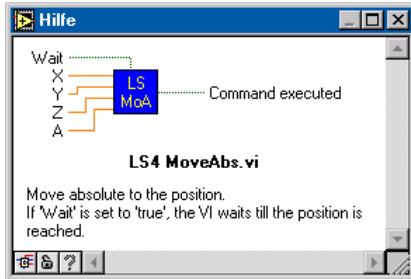 Hilfe
Wait
X
Y
Z
A
LS
MoA
Command executed
LS4 MoveAbs.vi
Move absolute to the position.
If 'Wait' is set to 'true', the VI waits till the position is
reached.
?